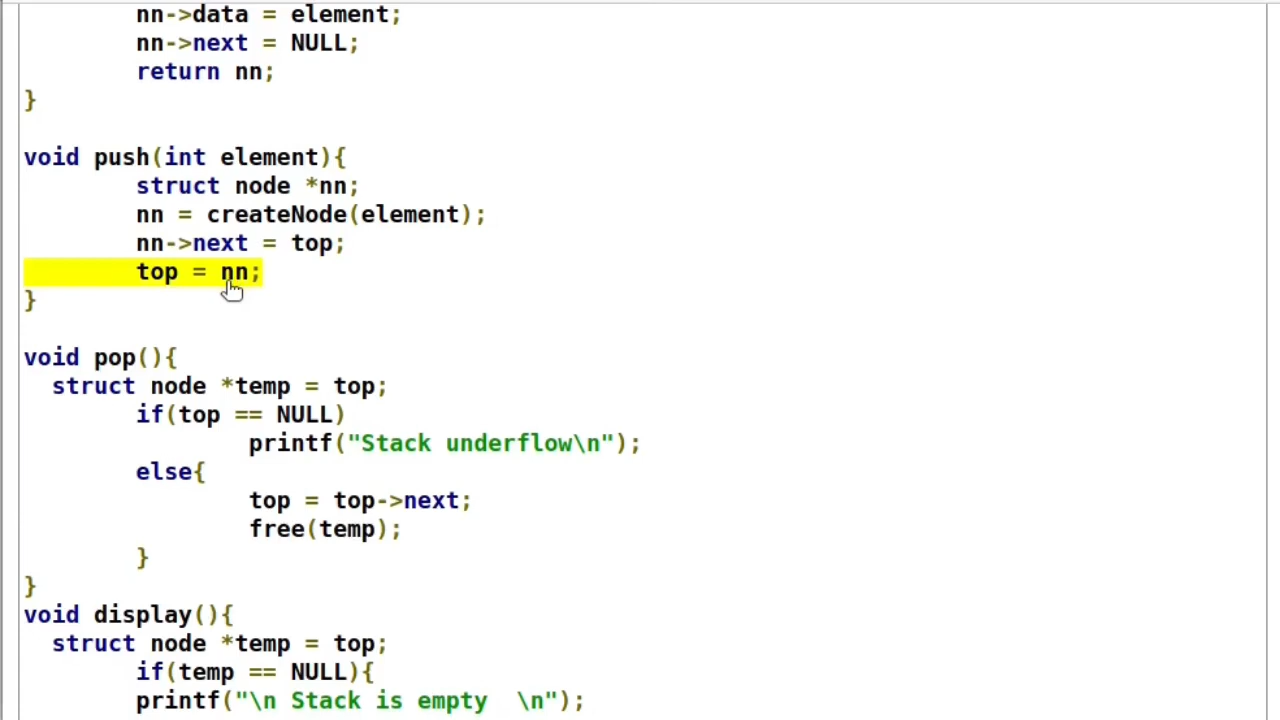 nn->data = element;
nn->next = NULL;
return nn;
}
void push(int element){
struct node *nn;
nn = createNode(element);
nn->next = top;
top = nn;
}
void pop(){
struct node *temp = top;
if(top == NULL)
printf("Stack underflow\n");
else{
top = top->next;
free(temp);
}
}
void display(){
struct node *temp = top;
if(temp == NULL){
printf("\n Stack is empty  \n");